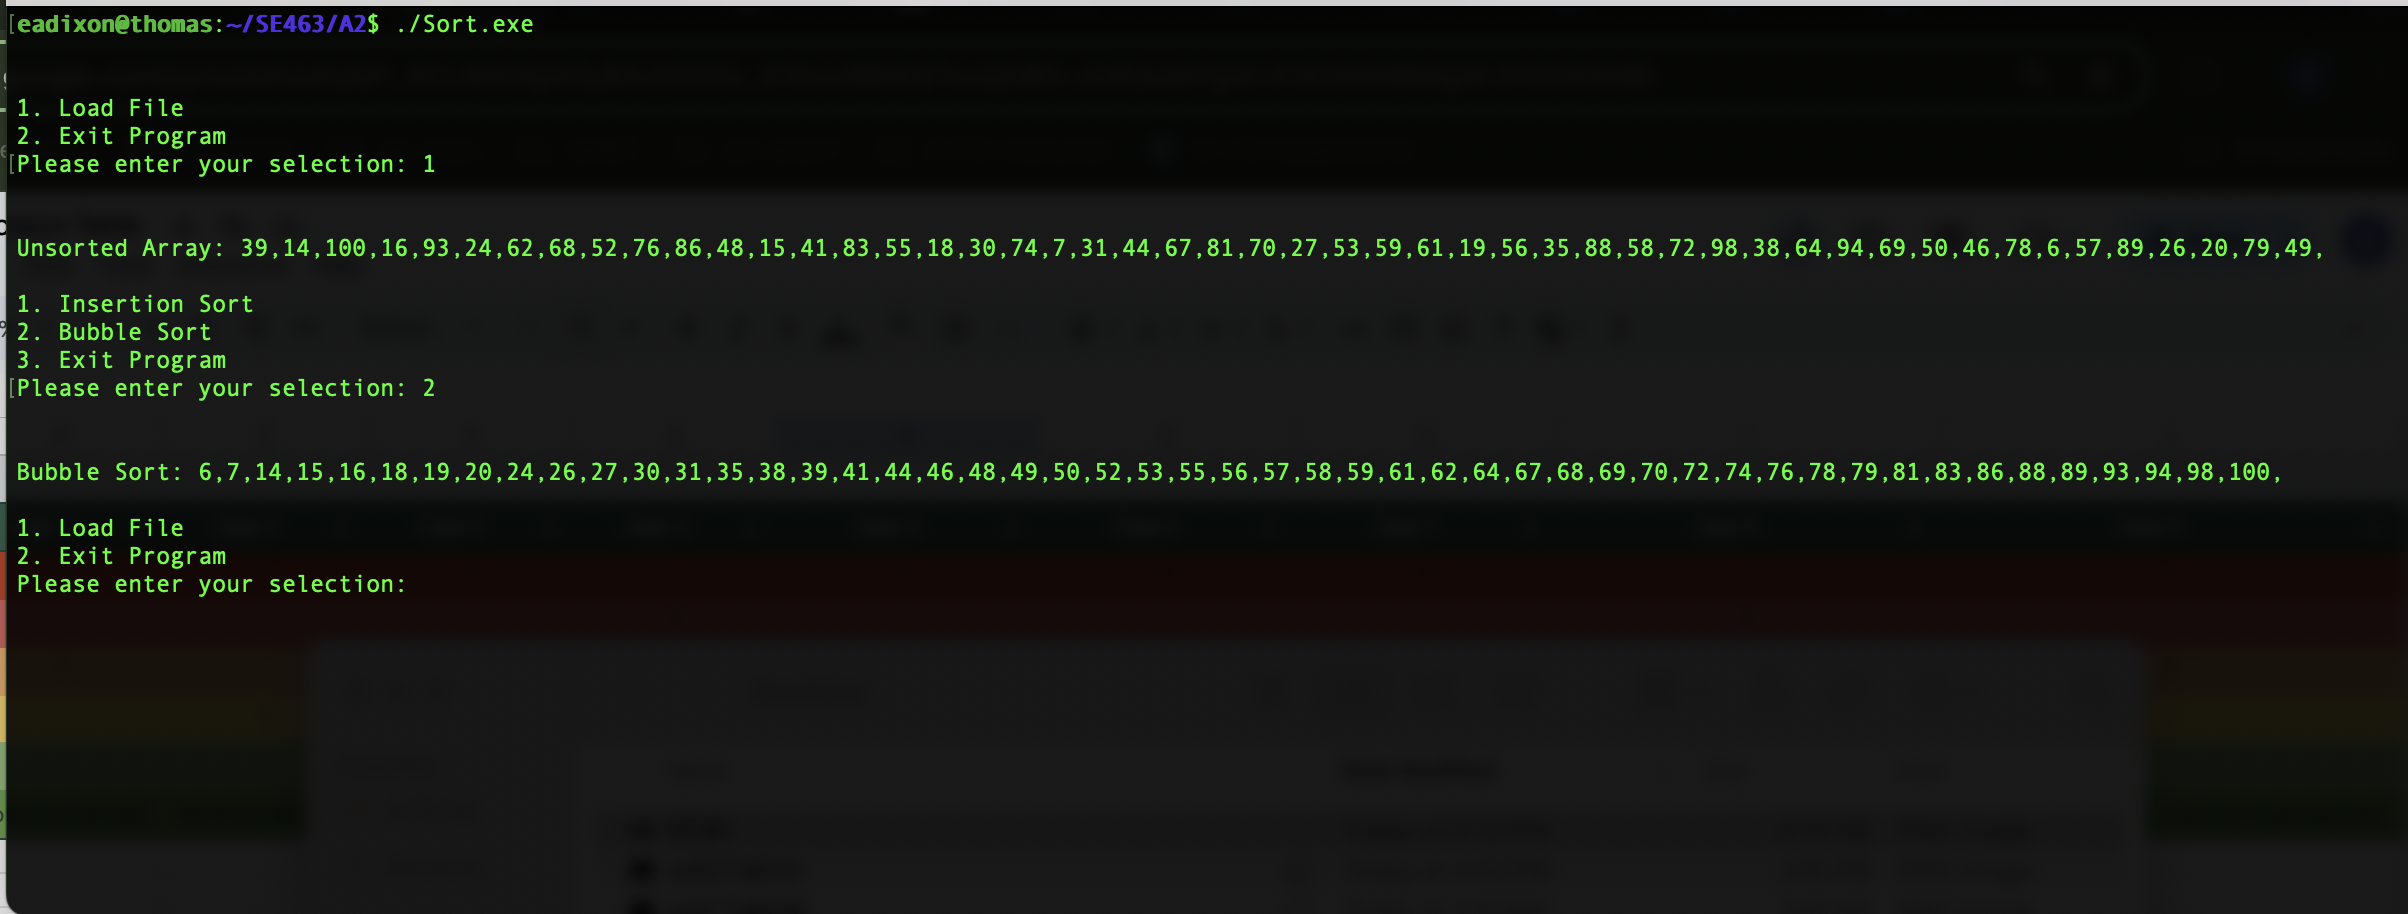 [eadixon@thomas:~/SE463/A2$ ./Sort.exe
1. Load File
2. Exit Program
[Please enter your selection: 1
Unsorted Array: 39,14,100,16,93,24,62,68,52,76,86,48,15,41,83,55,18,30,74,7,31,44,67,81,70,27,53,59,61,19,56,35,88,58,72,98,38,64,94,69,50,46,78,6,57,89,26,20,79,49,
1. Insertion Sort
2. Bubble Sort
3. Exit Program
[Please enter your selection: 2
Bubble Sort: 6,7,14,15,16,18,19,20,24,26,27,30,31,35,38,39,41,44,46,48,49,50,52,53,55,56,57,58,59,61,62,64,67,68,69,70,72,74,76,78,79,81,83,86,88,89,93,94,98,100,
1. Load File
2. Exit Program
Please enter your selection: